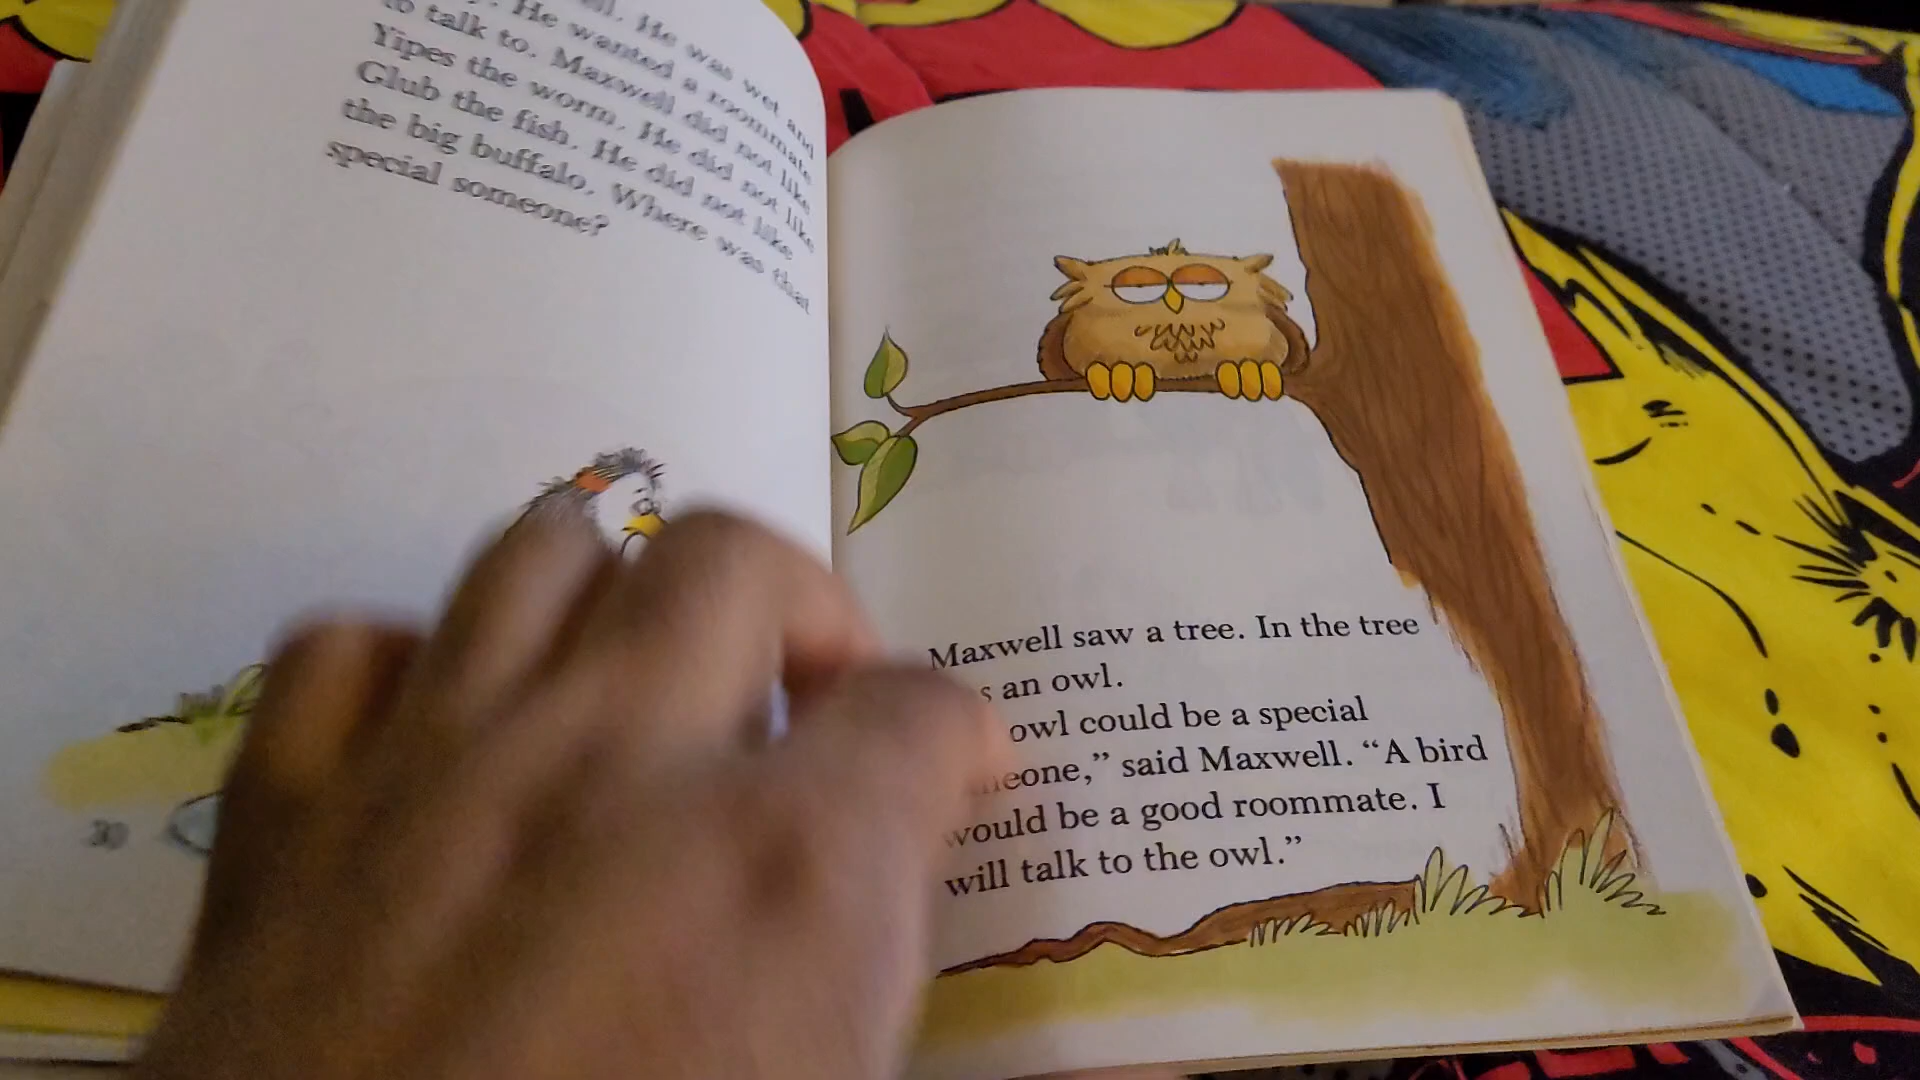 He was wet and
He wanted a roommate
to talk to. Maxwell did not like
Yipes the worm. He did not like
Glub the fish. He did not like
the big buffalo. Where was that
special someone?
30
Maxwell saw a tree. In the tree
an owl.
owl could be a special
said Maxwell. “A bird
would be a good roommate. I
will talk to the owl.”